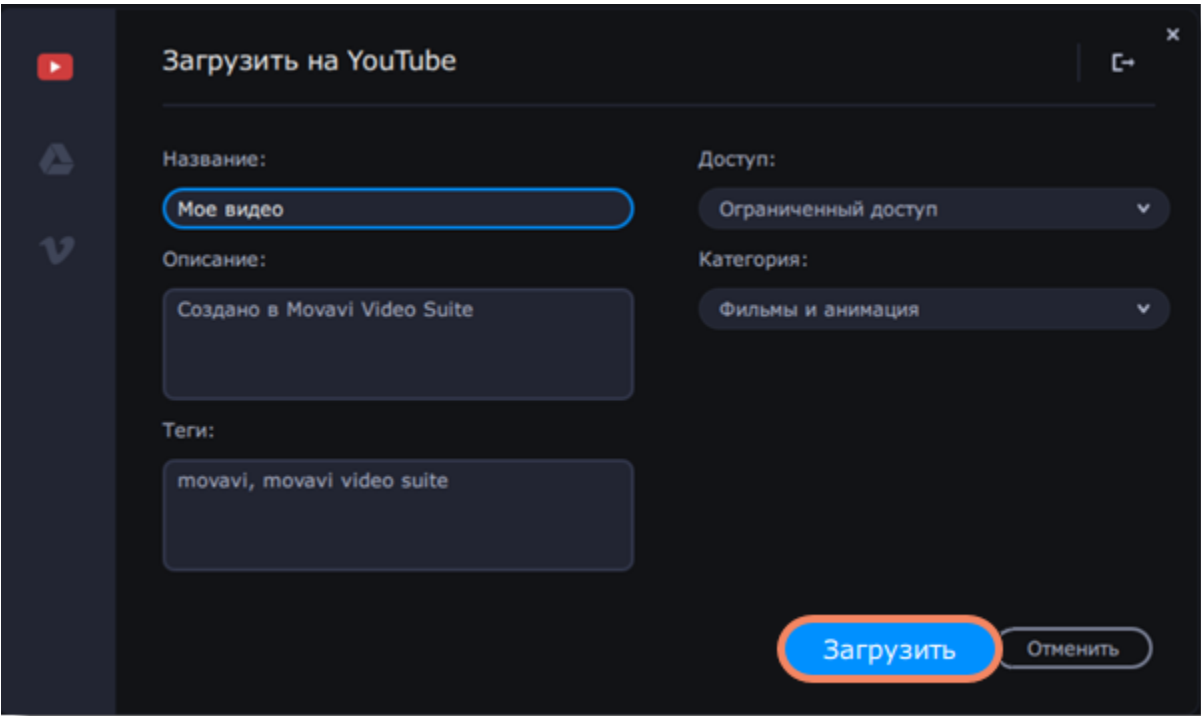 Загрузить на YouTube
Название:
Мое видео
Описание:
Создано в Movavi Video Suite
Теги:
movavi, movavi video suite
Доступ:
Ограниченный доступ
Категория:
Фильмы и анимация
Загрузить
Отменить